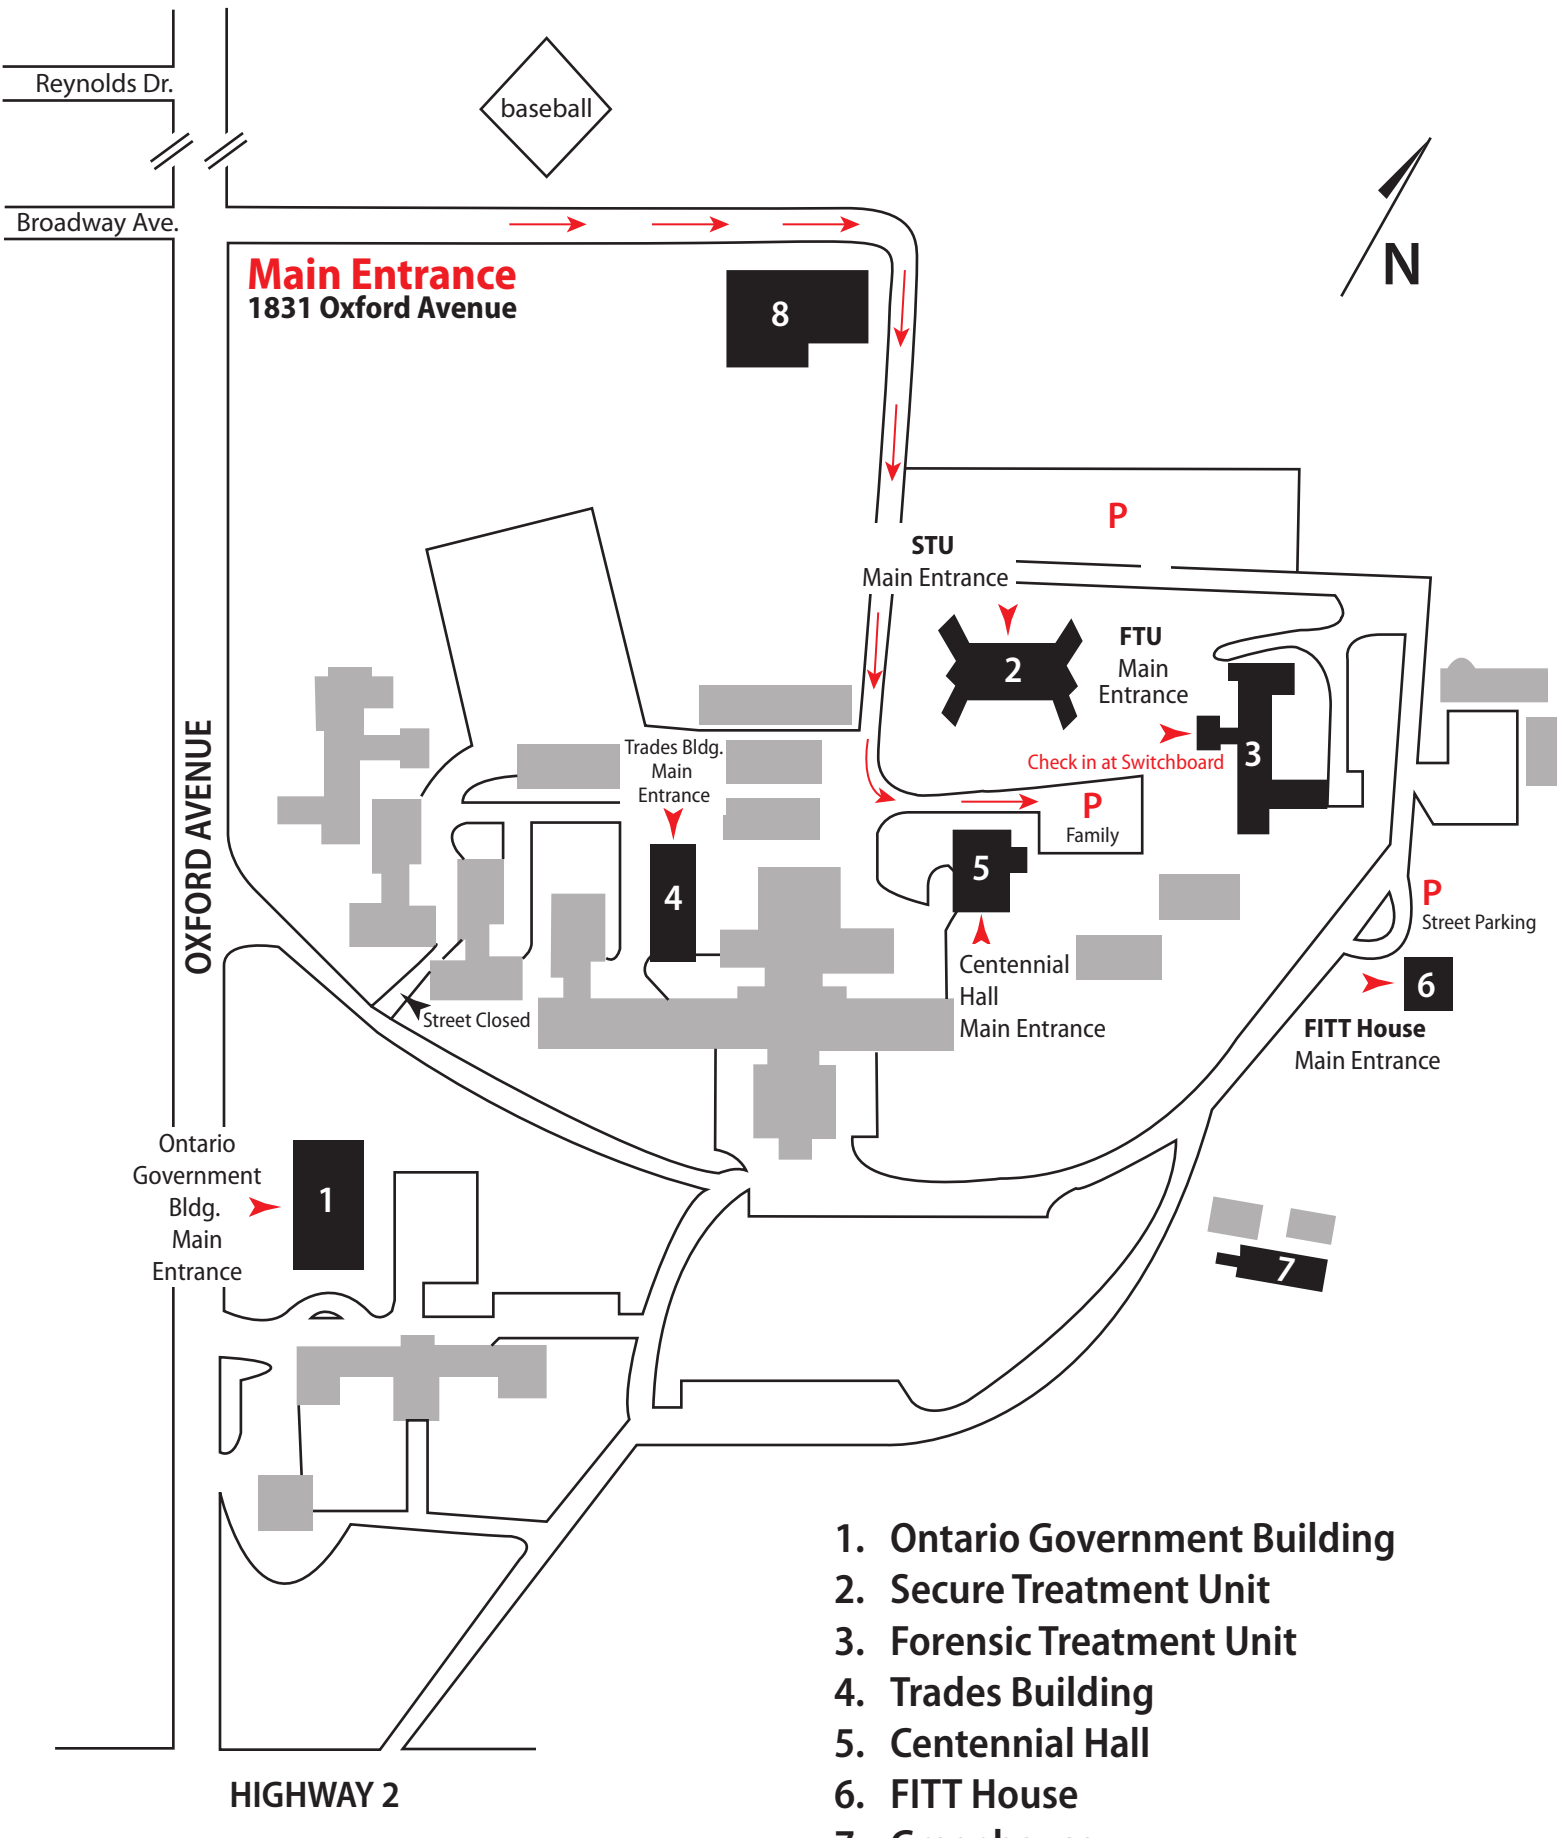 Reynolds Dr.
baseball
Broadway Ave.
N
Main Entrance
1831 Oxford Avenue
8
P
STU
Main Entrance
2
FTU
Main
Entrance
3
Check in at Switchboard
Trades Bldg.
Main
Entrance
P
Family
OXFORD AVENUE
4
5
P
Street Parking
Centennial
Hall
Main Entrance
6
FITT House
Main Entrance
Street Closed
Ontario
Government
Bldg.
Main
Entrance
1
7
1. Ontario Government Building
2. Secure Treatment Unit
3. Forensic Treatment Unit
4. Trades Building
5. Centennial Hall
6. FITT House
HIGHWAY 2